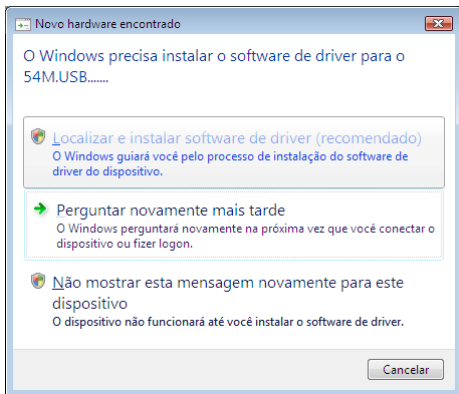 Novo hardware encontrado
O Windows precisa instalar o software de driver para o
54M.USB.......
Localizar e instalar software de driver (recomendado)
O Windows guiará você pelo processo de instalação do software de
driver do dispositivo.
Perguntar novamente mais tarde
O Windows perguntará novamente na próxima vez que você conectar o
dispositivo ou fizer logon.
Não mostrar esta mensagem novamente para este
dispositivo
O dispositivo não funcionará até você instalar o software de driver.
Cancelar